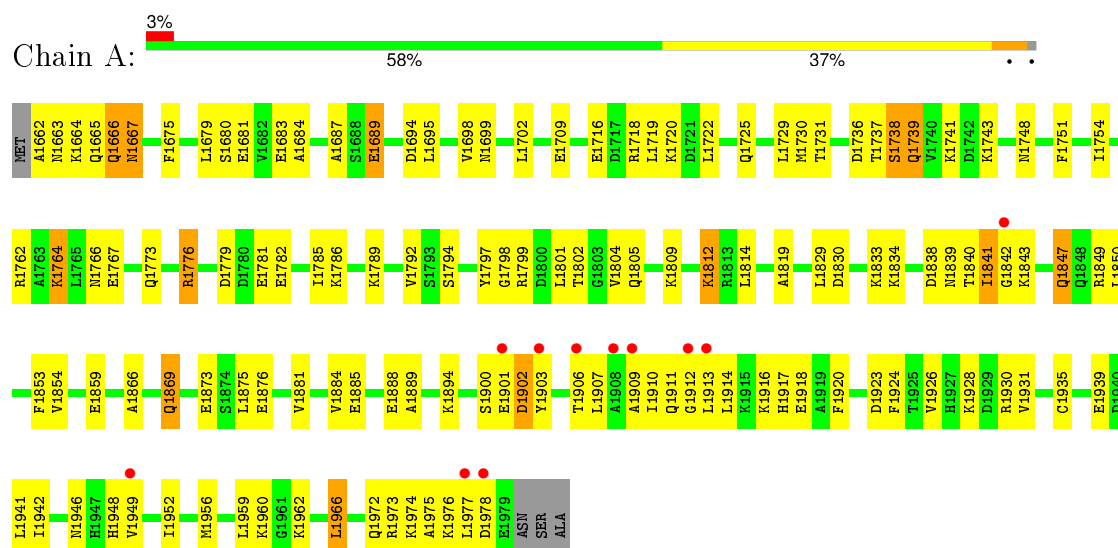 3%
Chain A:
58% 37% • •
MET A1662 N1663 K1664 Q1665 Q1666 N1667 F1675 L1679 S1680 E1681 V1682 E1683 A1684 A1687 S1688 E1689 D1694 L1695 V1698 N1699 L1702 E1709 E1716 D1717 R1718 L1719 K1720 D1721 L1722 Q1725 L1729 M1730 T1731 D1736 T1737 S1738 Q1739 V1740 K1741 D1742 K1743 N1748 F1751 I1754
R1762 A1763 K1764 L1765 N1766 E1767 Q1773 R1776 D1779 D1780 E1781 E1782 I1785 K1786 K1789 V1792 S1793 S1794 Y1797 G1798 R1799 D1800 L1801 T1802 G1803 V1804 Q1805 K1809 K1812 R1813 L1814 A1819 L1829 D1830 K1833 K1834 D1838 N1839 T1840 I1841 G1842 K1843 Q1847 Q1848 R1849
F1853 V1854 E1859 A1866 Q1869 E1873 S1874 L1875 E1876 V1881 V1884 E1885 E1888 A1889 K1894 S1900 E1901 D1902 Y1903 T1906 L1907 A1908 A1909 I1910 Q1911 G1912 L1913 L1914 K1915 K1916 H1917 E1918 A1919 F1920 D1923 F1924 T1925 V1926 H1927 K1928 D1929 R1930 V1931 C1935 E1939 D1940
L1941 I1942 N1946 H1947 H1948 V1949 I1952 M1956 L1959 K1960 G1961 K1962 L1966 Q1972 R1973 K1974 A1975 K1976 L1977 D1978 E1979 ASN SER ALA